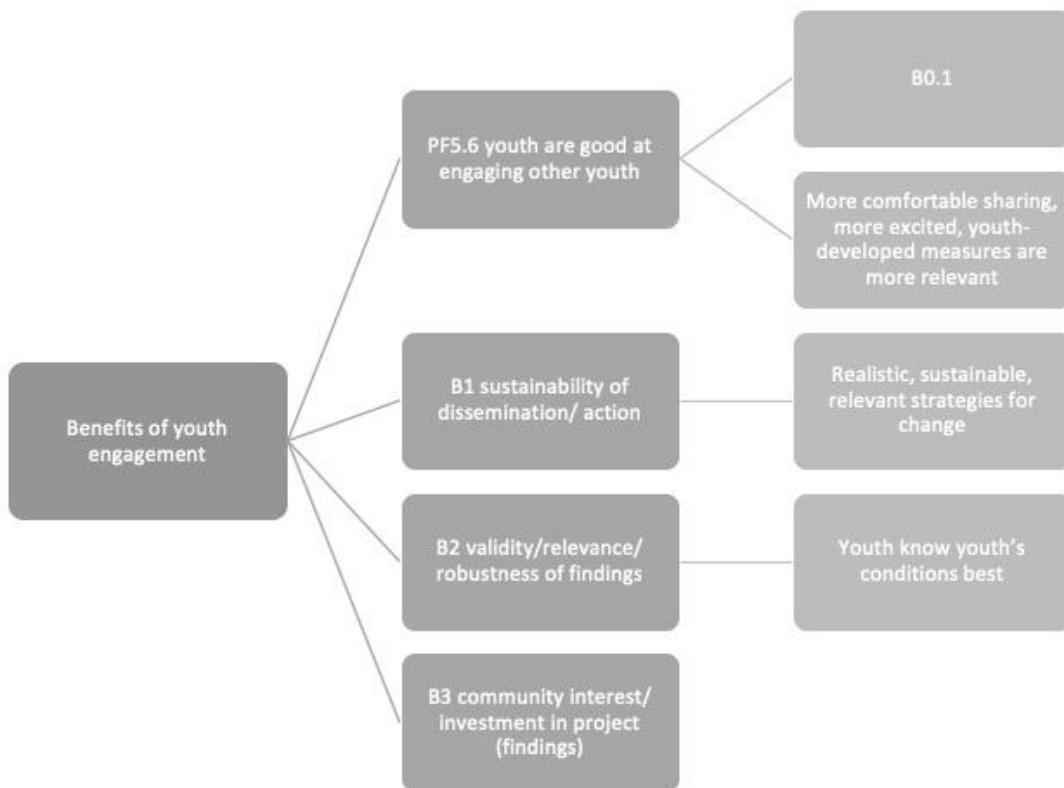 Benefits of youth
engagement
PF5.6 youth are good at
engaging other youth
B0.1
More comfortable sharing,
more excited, youth-
developed measures are
more relevant
B1 sustainability of
dissemination/ action
Realistic, sustainable,
relevant strategies for
change
B2 validity/relevance/
robustness of findings
Youth know youth’s
conditions best
B3 community interest/
investment in project
(findings)